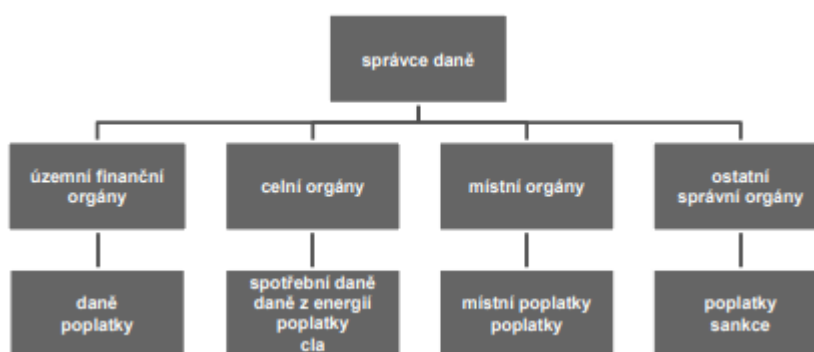 správce daně
územní finanční
orgány
celní orgány
místní orgány
ostatní
správní orgány
daně
poplatky
spotřební daně
daně z energií
poplatky
cla
místní poplatky
poplatky
poplatky
sankce